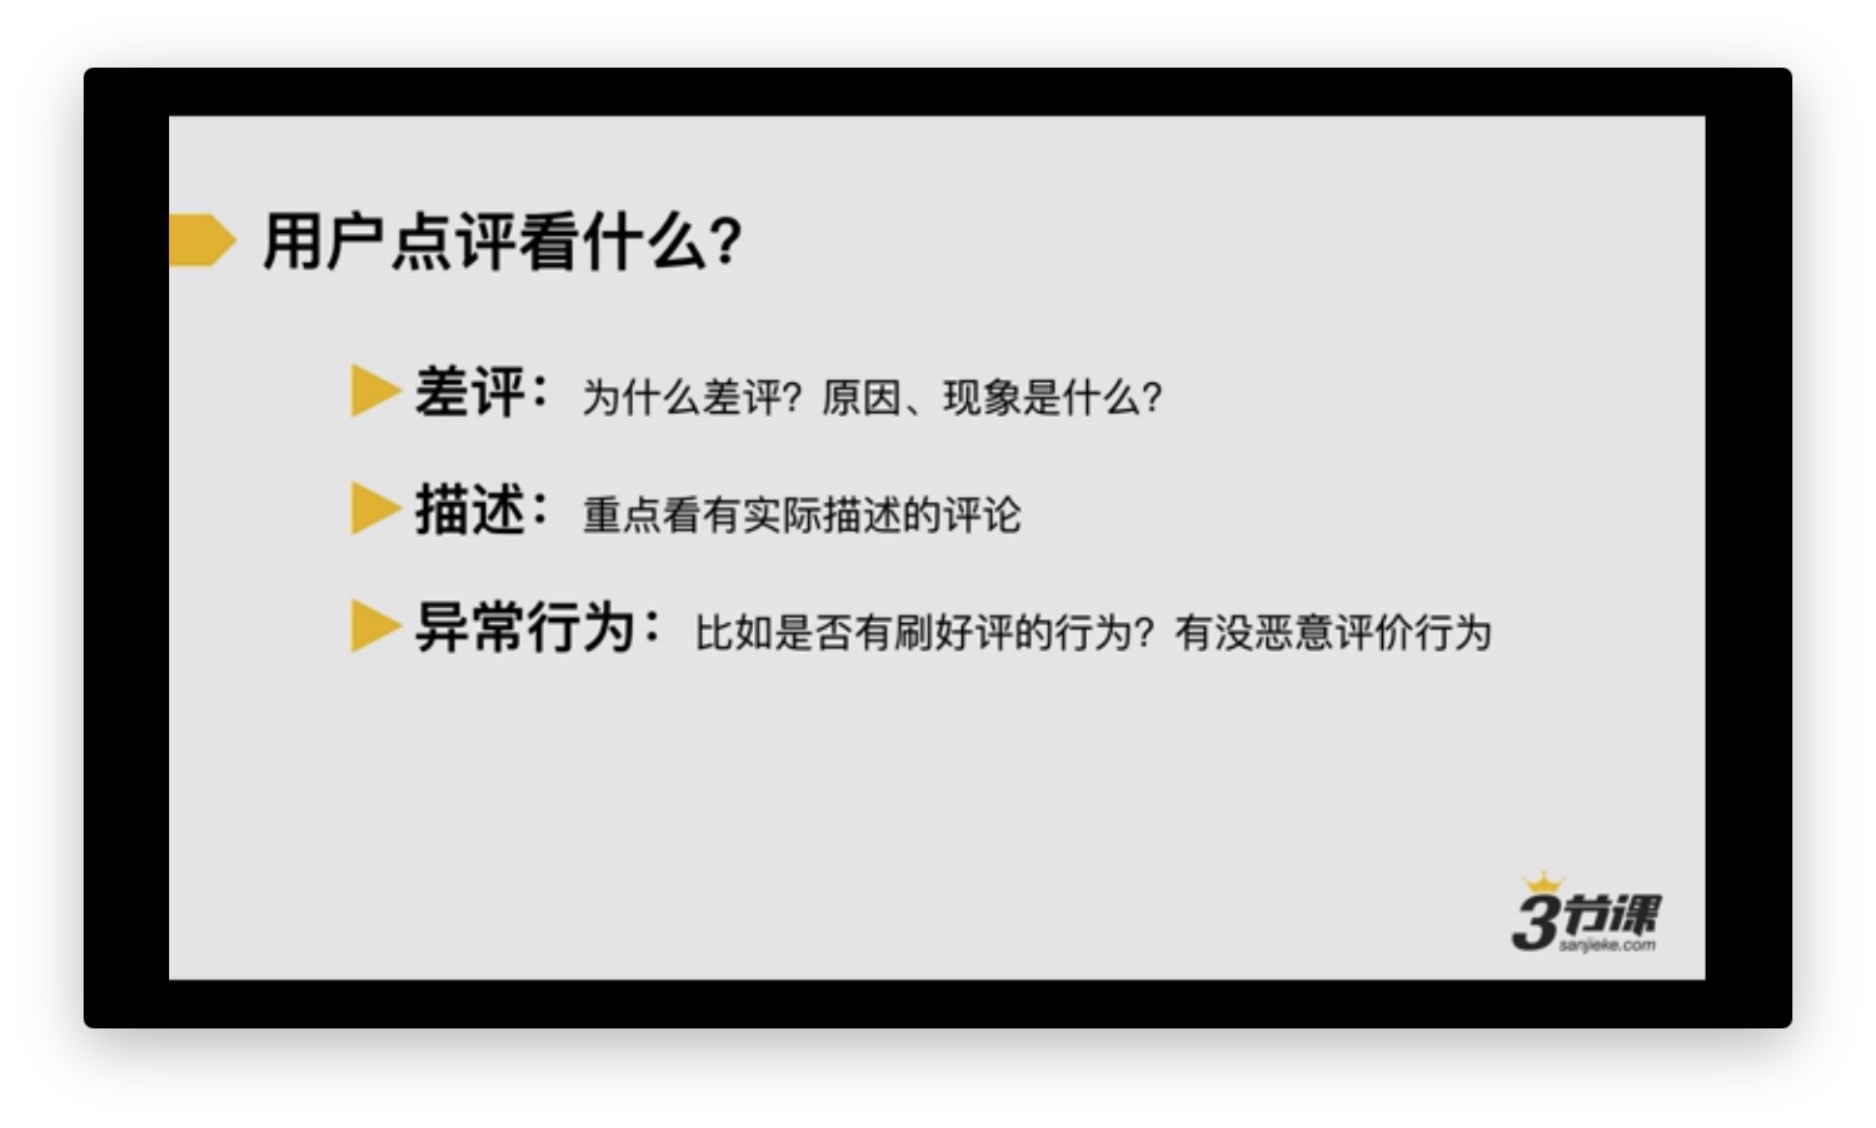 用户点评看什么?
差评：为什么差评？原因、现象是什么?
描述：重点看有实际描述的评论
异常行为：比如是否有刷好评的行为？有没恶意评价行为
3节课
sanjieke.com